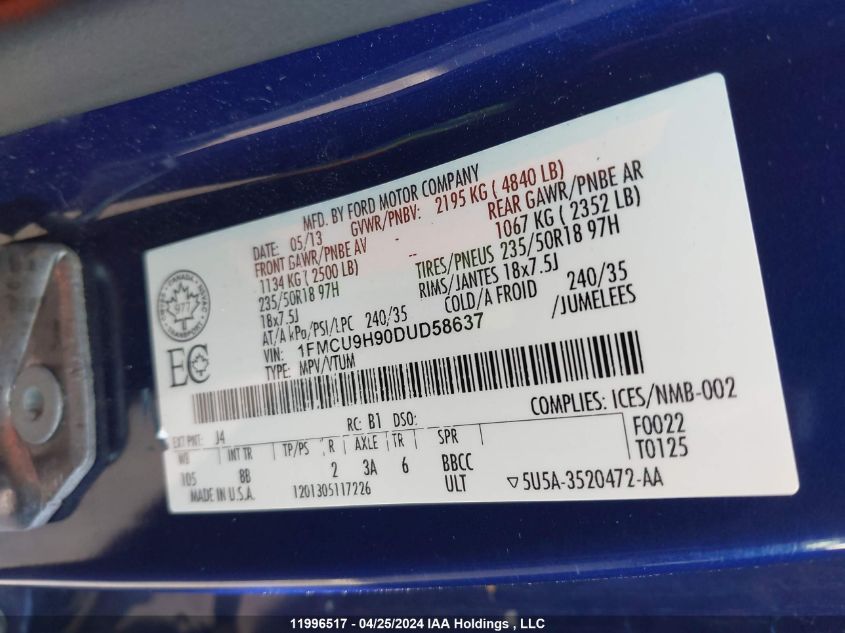 MFD. BY FORD MOTOR COMPANY
DATE: 05/13 GVWR/PNBV: 2195 KG ( 4840 LB)
FRONT GAWR/PNBE AV - REAR GAWR/PNBE AR
1134 KG ( 2500 LB) -- 1067 KG ( 2352 LB)
235/50R18 97H TIRES/PNEUS 235/50R18 97H
18x7.5J RIMS/JANTES 18x7.5J
AT/A kPa/PSI/LPC 240/35 COLD/A FROID 240/35
VIN: 1FMCU9H90DUD58637 /JUMELEES
TYPE: MPV/VTUM
CANADA
977
EC
COMPLIES: ICES/NMB-002
EXT PNT: J4 RC: B1 DSO: F0022
WB INT TR TP/PS R AXLE TR SPR T0125
105 8B 2 3A 6 BBCC
MADE IN U.S.A. 1201305117226 ULT ▽5U5A-3520472-AA
11996517 - 04/25/2024 IAA Holdings , LLC